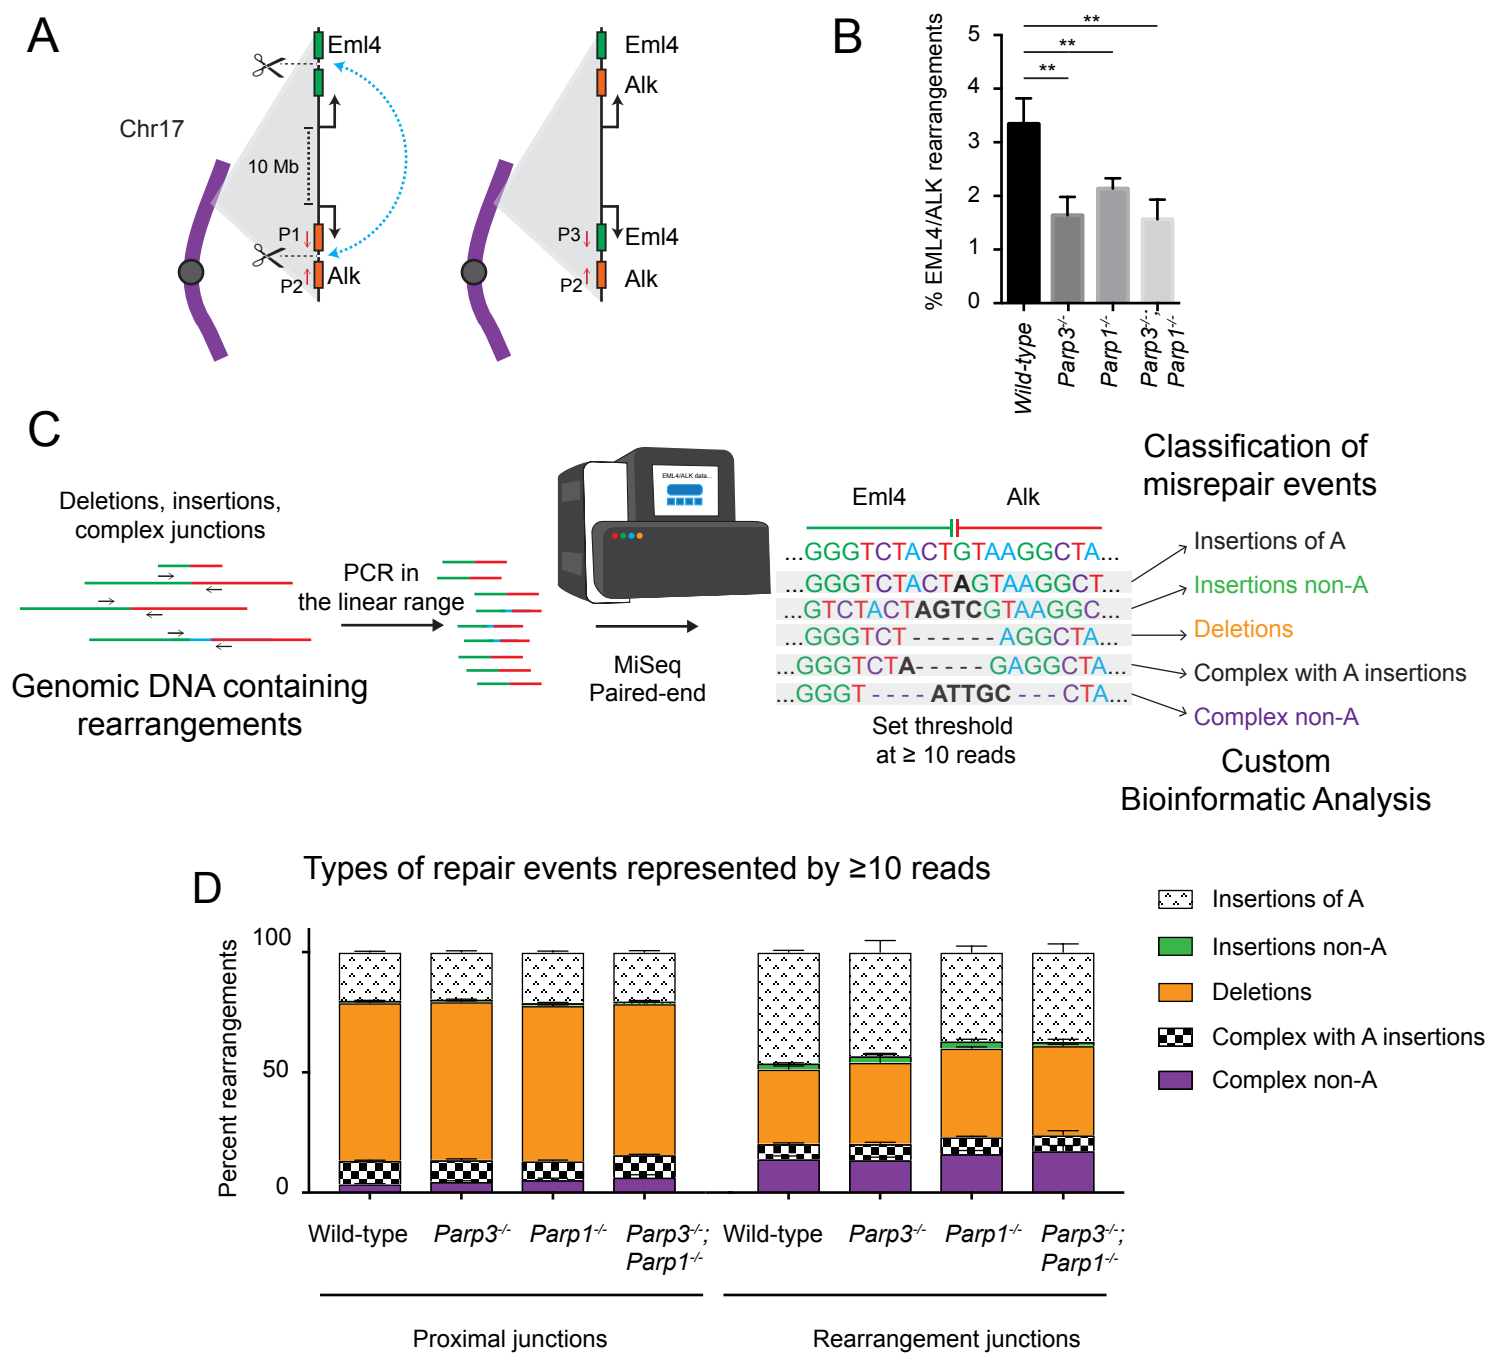 A
Eml4
Chr17
10 Mb
P1
P2
Alk
Eml4
Alk
P3
Eml4
P2
Alk
B
% EML4/ALK rearrangements
5
4
3
2
1
0
**
**
**
Wild-type
Parp3-/-
Parp1-/-
Parp3-/-;
Parp1-/-
C
Deletions, insertions,
complex junctions
Genomic DNA containing
rearrangements
PCR in
the linear range
EML4/ALK data...
MiSeq
Paired-end
Eml4 Alk
...GGGTCTACTGTAAGGCTA...
...GGGTCTACTAGTAAGGCT...
...GTCTACTAGTCGTAAGGC...
...GGGTCT------AGGCTA...
...GGGTCTA-----GAGGCTA...
...GGGT----ATTGC---CTA...
Set threshold
at ≥ 10 reads
Classification of
misrepair events
Insertions of A
Insertions non-A
Deletions
Complex with A insertions
Complex non-A
Custom
Bioinformatic Analysis
D
Types of repair events represented by ≥10 reads
Percent rearrangements
100
50
0
Wild-type
Parp3-/-
Parp1-/-
Parp3-/-;
Parp1-/-
Wild-type
Parp3-/-
Parp1-/-
Parp3-/-;
Parp1-/-
Proximal junctions
Rearrangement junctions
Insertions of A
Insertions non-A
Deletions
Complex with A insertions
Complex non-A